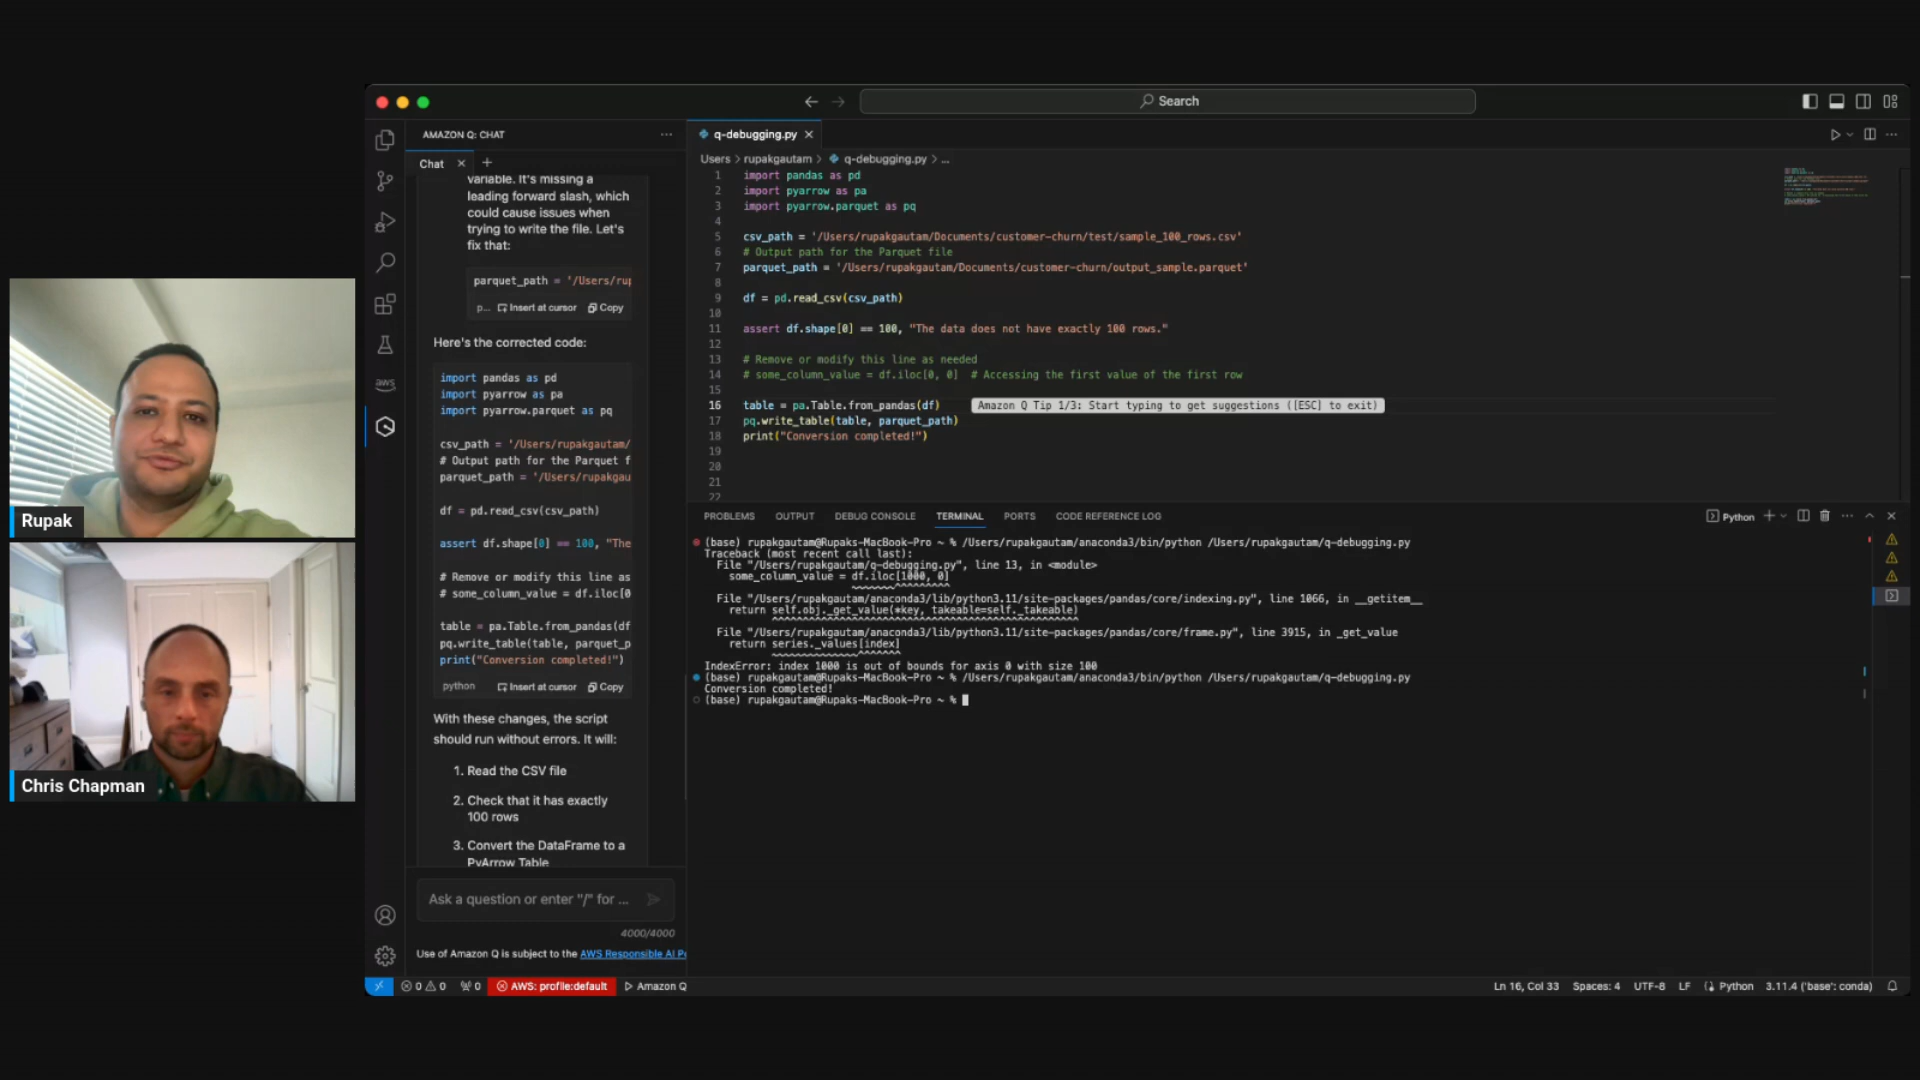 Search
AMAZON Q: CHAT
Chat
variable. It's missing a
leading forward slash, which
could cause issues when
trying to write the file. Let's
fix that:
parquet_path = '/Users/rup
p... Insert at cursor Copy
Here's the corrected code:
import pandas as pd
import pyarrow as pa
import pyarrow.parquet as pq
csv_path = '/Users/rupakgautam/
# Output path for the Parquet f
parquet_path = '/Users/rupakgau
df = pd.read_csv(csv_path)
assert df.shape[0] == 100, "The
# Remove or modify this line as
# some_column_value = df.iloc[0
table = pa.Table.from_pandas(df
pq.write_table(table, parquet_p
print("Conversion completed!")
python Insert at cursor Copy
With these changes, the script
should run without errors. It will:
1. Read the CSV file
2. Check that it has exactly
100 rows
3. Convert the DataFrame to a
PyArrow Table
Ask a question or enter "/" for ...
4000/4000
Use of Amazon Q is subject to the AWS Responsible AI Po
q-debugging.py
Users > rupakgautam > q-debugging.py > ...
1 import pandas as pd
2 import pyarrow as pa
3 import pyarrow.parquet as pq
4
5 csv_path = '/Users/rupakgautam/Documents/customer-churn/test/sample_100_rows.csv'
6 # Output path for the Parquet file
7 parquet_path = '/Users/rupakgautam/Documents/customer-churn/output_sample.parquet'
8
9 df = pd.read_csv(csv_path)
10
11 assert df.shape[0] == 100, "The data does not have exactly 100 rows."
12
13 # Remove or modify this line as needed
14 # some_column_value = df.iloc[0, 0]  # Accessing the first value of the first row
15
16 table = pa.Table.from_pandas(df) Amazon Q Tip 1/3: Start typing to get suggestions ([ESC] to exit)
17 pq.write_table(table, parquet_path)
18 print("Conversion completed!")
19
20
21
22
PROBLEMS OUTPUT DEBUG CONSOLE TERMINAL PORTS CODE REFERENCE LOG
Python
(base) rupakgautam@Rupaks-MacBook-Pro ~ % /Users/rupakgautam/anaconda3/bin/python /Users/rupakgautam/q-debugging.py
Traceback (most recent call last):
File "/Users/rupakgautam/q-debugging.py", line 13, in <module>
some_column_value = df.iloc[1000, 0]
~~~~~~~^^^^^^^^^
File "/Users/rupakgautam/anaconda3/lib/python3.11/site-packages/pandas/core/indexing.py", line 1066, in __getitem__
return self.obj._get_value(*key, takeable=self._takeable)
^^^^^^^^^^^^^^^^^^^^^^^^^^^^^^^^^^^^^^^^^^^^^^^^^^
File "/Users/rupakgautam/anaconda3/lib/python3.11/site-packages/pandas/core/frame.py", line 3915, in _get_value
return series._values[index]
~~~~~~~~~~~~~~^^^^^^^
IndexError: index 1000 is out of bounds for axis 0 with size 100
(base) rupakgautam@Rupaks-MacBook-Pro ~ % /Users/rupakgautam/anaconda3/bin/python /Users/rupakgautam/q-debugging.py
Conversion completed!
(base) rupakgautam@Rupaks-MacBook-Pro ~ %
aws
Rupak
Chris Chapman
0 0 0 AWS: profile:default Amazon Q
Ln 16, Col 33 Spaces: 4 UTF-8 LF Python 3.11.4 ('base': conda)